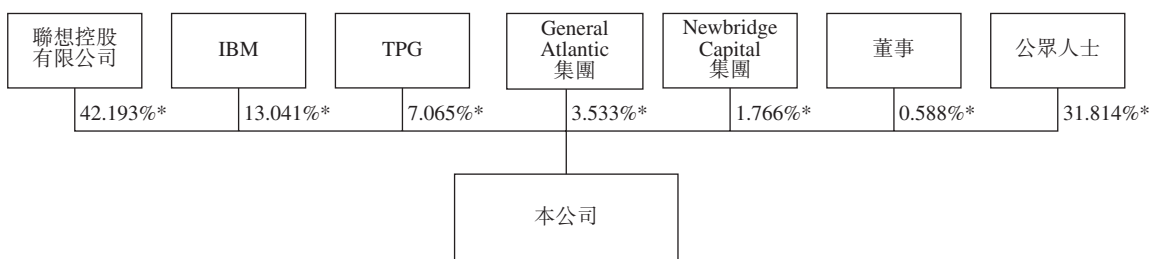 聯想控股
有限公司
IBM
TPG
General
Atlantic
集團
Newbridge
Capital
集團
董事
公眾人士
42.193%*
13.041%*
7.065%*
3.533%*
1.766%*
0.588%*
31.814%*
本公司